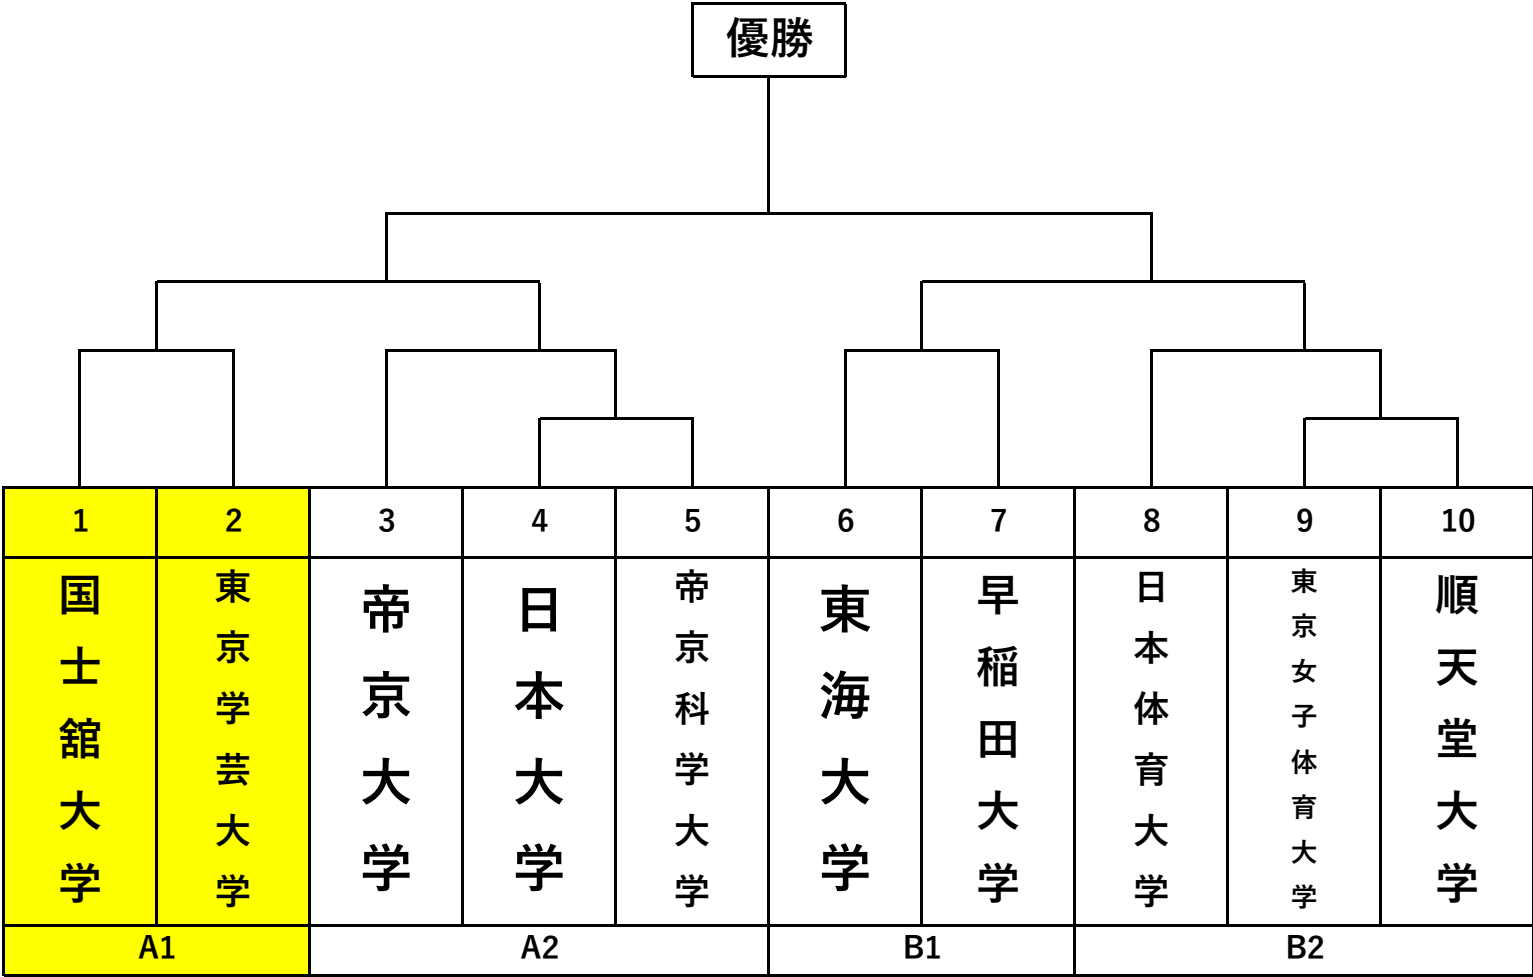 優勝
1
2
3
4
5
6
7
8
9
10
国士舘大学
東京学芸大学
帝京大学
日本大学
帝京科学大学
東海大学
早稲田大学
日本体育大学
東京女子体育大学
順天堂大学
A1
A2
B1
B2